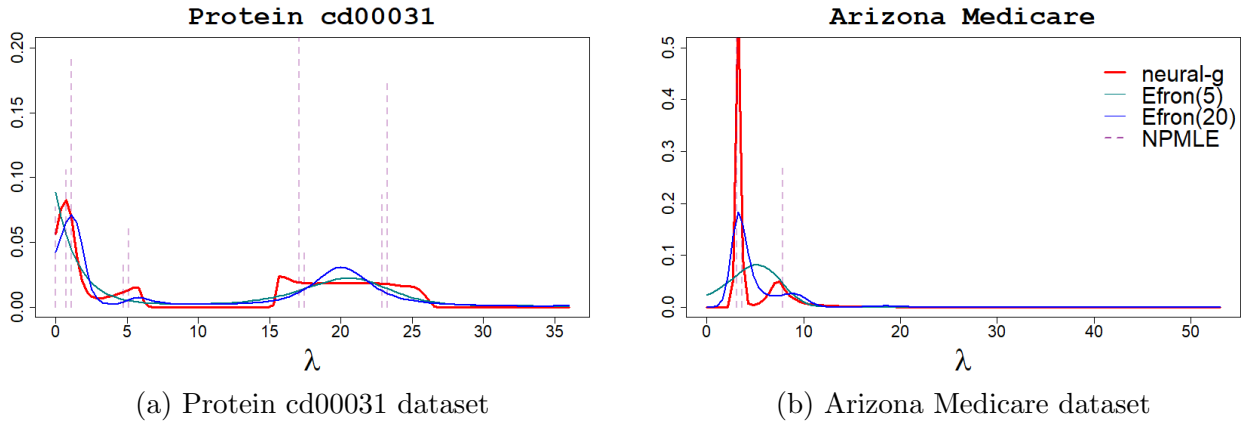 Protein cd00031
0.20
0.15
0.10
0.05
0.00
0 5 10 15 20 25 30 35
λ
(a) Protein cd00031 dataset
Arizona Medicare
0.5
0.4
0.3
0.2
0.1
0.0
neural-g
Efron(5)
Efron(20)
NPMLE
0 10 20 30 40 50
λ
(b) Arizona Medicare dataset